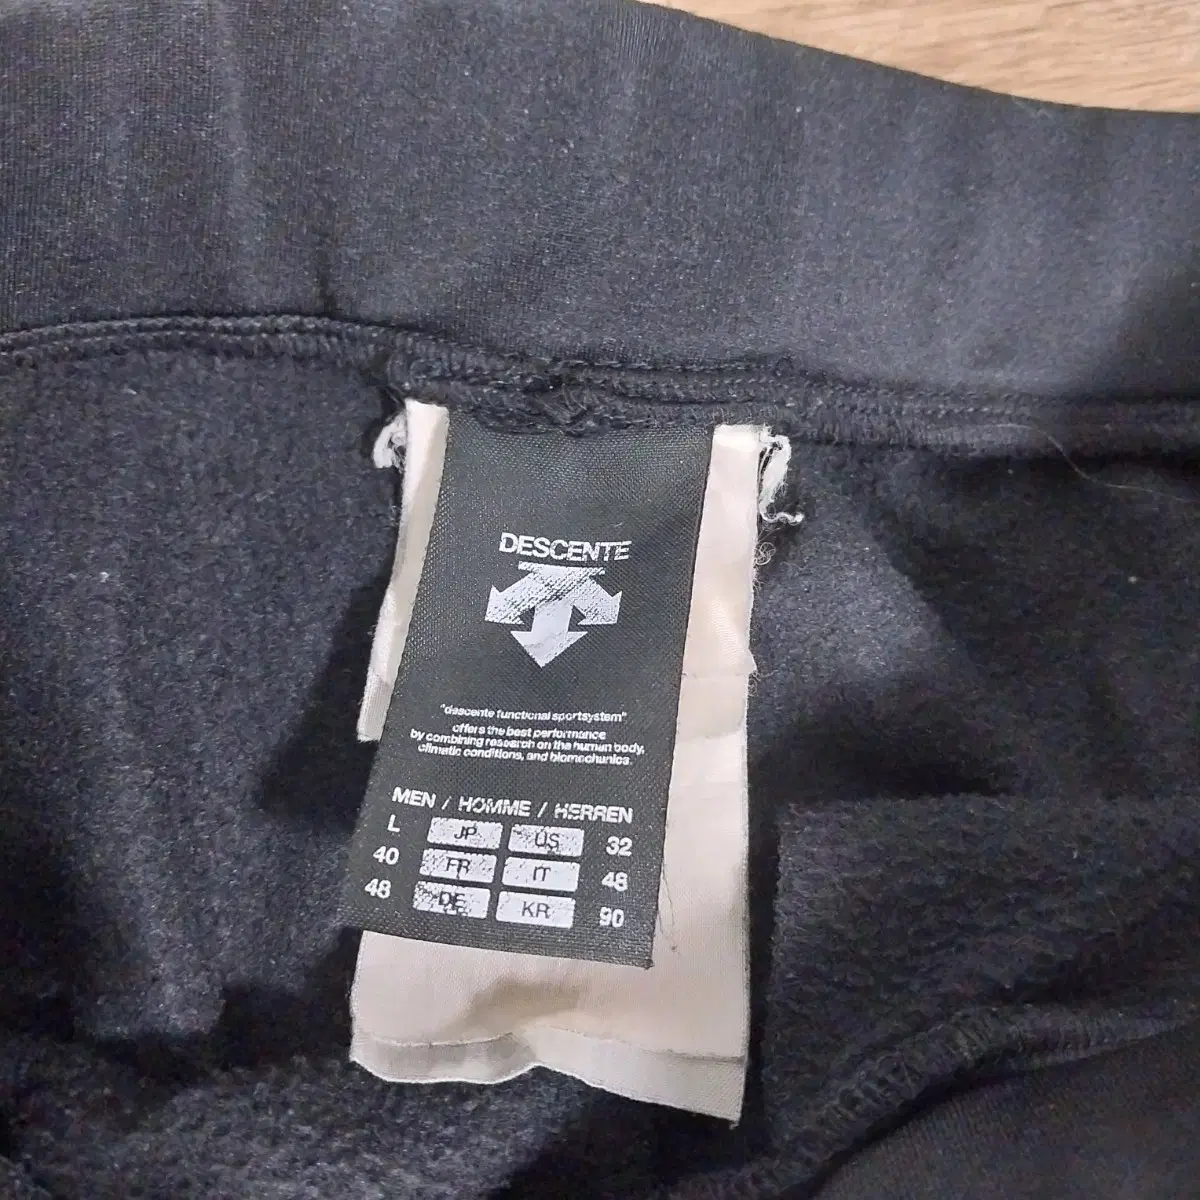 DESCENTE
"descente functional sportsystem"
offers the best performance
by combining research on the human body,
climatic conditions, and biomechanics.
MEN / HOMME / HERREN
L JP US 32
40 FR IT 48
48 DE KR 90